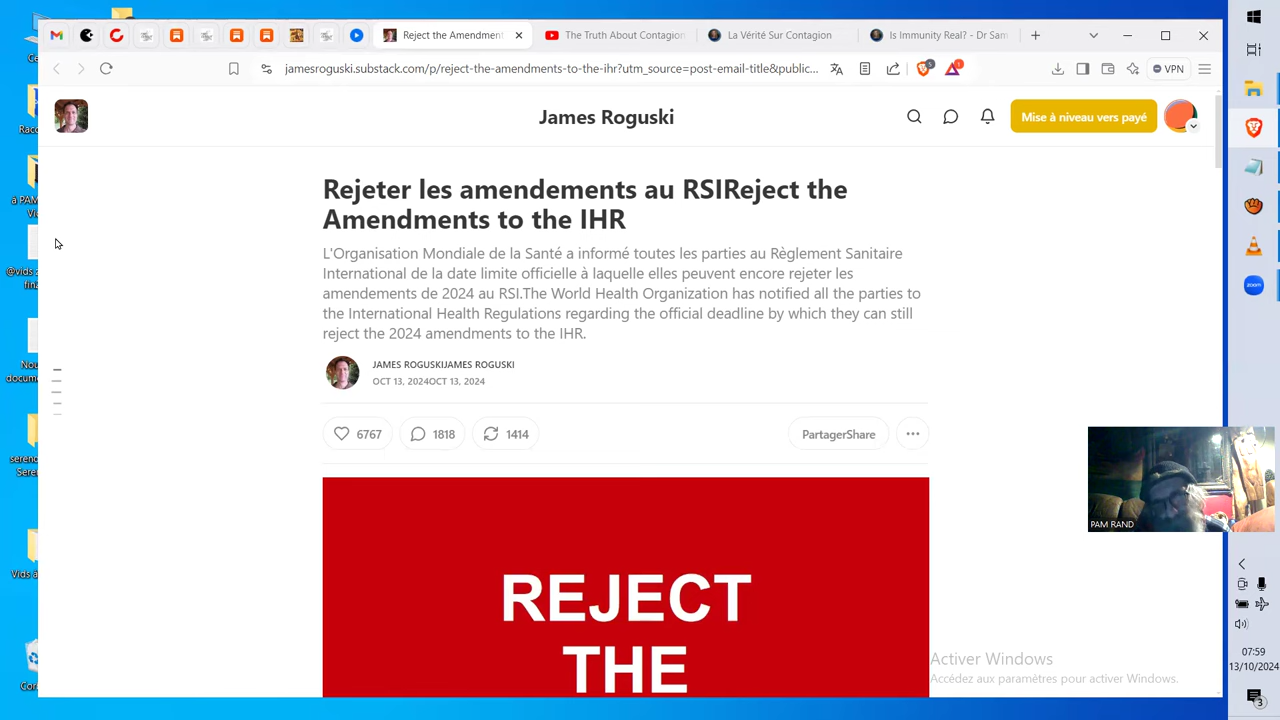 Reject the Amendment
The Truth About Contagion
La Vérité Sur Contagion
Is Immunity Real? - Dr Sam
jamesroguski.substack.com/p/reject-the-amendments-to-the-ihr?utm_source=post-email-title&public...
VPN
James Roguski
Mise à niveau vers payé
Rejeter les amendements au RSIReject the
Amendments to the IHR
L'Organisation Mondiale de la Santé a informé toutes les parties au Règlement Sanitaire
International de la date limite officielle à laquelle elles peuvent encore rejeter les
amendements de 2024 au RSI.The World Health Organization has notified all the parties to
the International Health Regulations regarding the official deadline by which they can still
reject the 2024 amendments to the IHR.
JAMES ROGUSKIJAMES ROGUSKI
OCT 13, 2024OCT 13, 2024
6767 1818 1414 PartagerShare
REJECT
THE
PAM RAND
Activer Windows
Accédez aux paramètres pour activer Windows.
zoom
07:59
13/10/2024
3